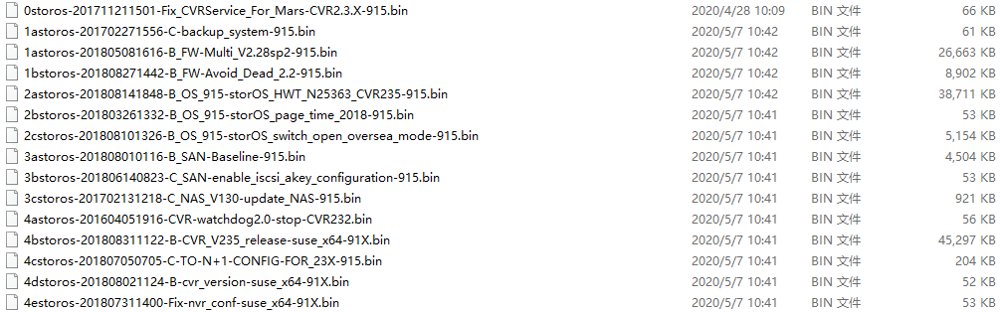 0storos-201711211501-Fix_CVRService_For_Mars-CVR2.3.X-915.bin 2020/4/28 10:09 BIN 文件 66 KB
1astoros-201702271556-C-backup_system-915.bin 2020/5/7 10:42 BIN 文件 61 KB
1astoros-201805081616-B_FW-Multi_V2.28sp2-915.bin 2020/5/7 10:42 BIN 文件 26,663 KB
1bstoros-201808271442-B_FW-Avoid_Dead_2.2-915.bin 2020/5/7 10:42 BIN 文件 8,902 KB
2astoros-201808141848-B_OS_915-storOS_HWT_N25363_CVR235-915.bin 2020/5/7 10:42 BIN 文件 38,711 KB
2bstoros-201803261332-B_OS_915-storOS_page_time_2018-915.bin 2020/5/7 10:41 BIN 文件 53 KB
2cstoros-201808101326-B_OS_915-storOS_switch_open_oversea_mode-915.bin 2020/5/7 10:41 BIN 文件 5,154 KB
3astoros-201808010116-B_SAN-Baseline-915.bin 2020/5/7 10:41 BIN 文件 4,504 KB
3bstoros-201806140823-C_SAN-enable_iscsi_akey_configuration-915.bin 2020/5/7 10:41 BIN 文件 53 KB
3cstoros-201702131218-C_NAS_V130-update_NAS-915.bin 2020/5/7 10:41 BIN 文件 921 KB
4astoros-201604051916-CVR-watchdog2.0-stop-CVR232.bin 2020/5/7 10:41 BIN 文件 56 KB
4bstoros-201808311122-B-CVR_V235_release-suse_x64-91X.bin 2020/5/7 10:41 BIN 文件 45,297 KB
4cstoros-201807050705-C-TO-N+1-CONFIG-FOR_23X-915.bin 2020/5/7 10:41 BIN 文件 204 KB
4dstoros-201808021124-B-cvr_version-suse_x64-91X.bin 2020/5/7 10:41 BIN 文件 52 KB
4estoros-201807311400-Fix-nvr_conf-suse_x64-91X.bin 2020/5/7 10:41 BIN 文件 53 KB